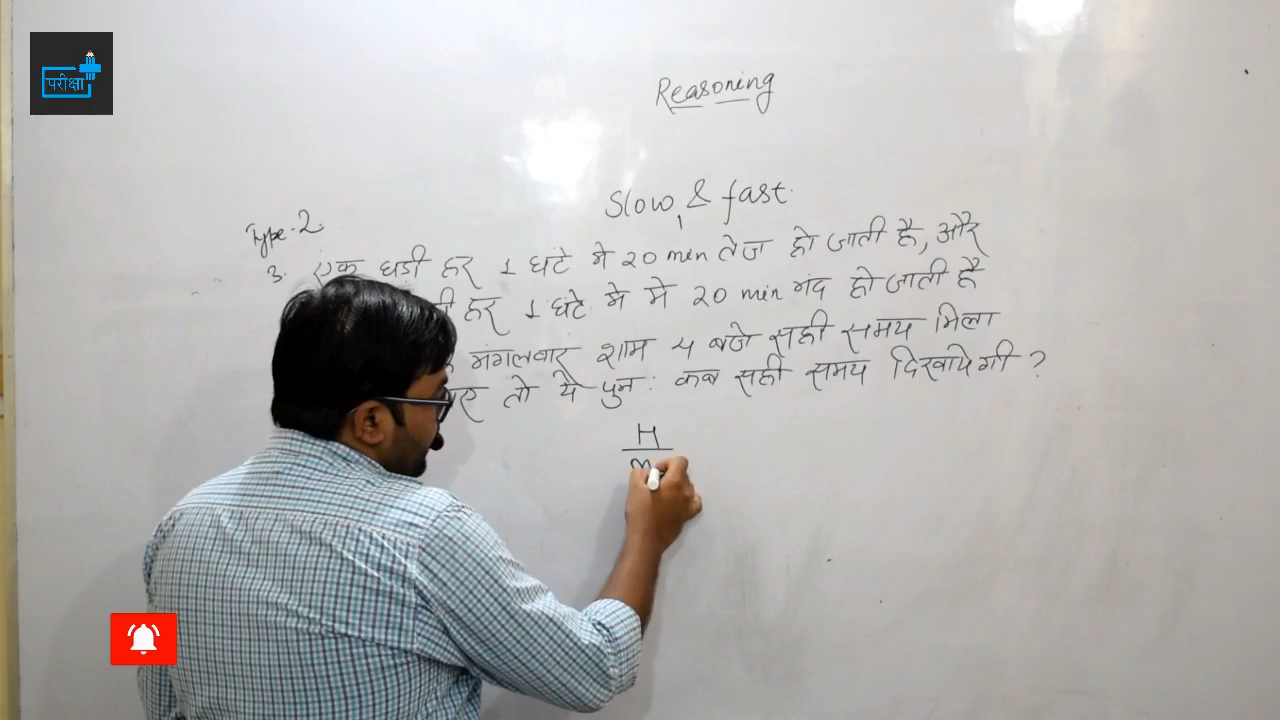 परीक्षा
Reasoning
Slow & fast.
Type-2
3. एक घडी हर 1 घंटे मे 20 min तेज हो जाती है, और
हर 1 घंटे मे मे 20 min मंद हो जाती है
मंगलवार शाम 4 बजे सही समय मिला
तो ये पुन: कब सही समय दिखायेगी ?
H